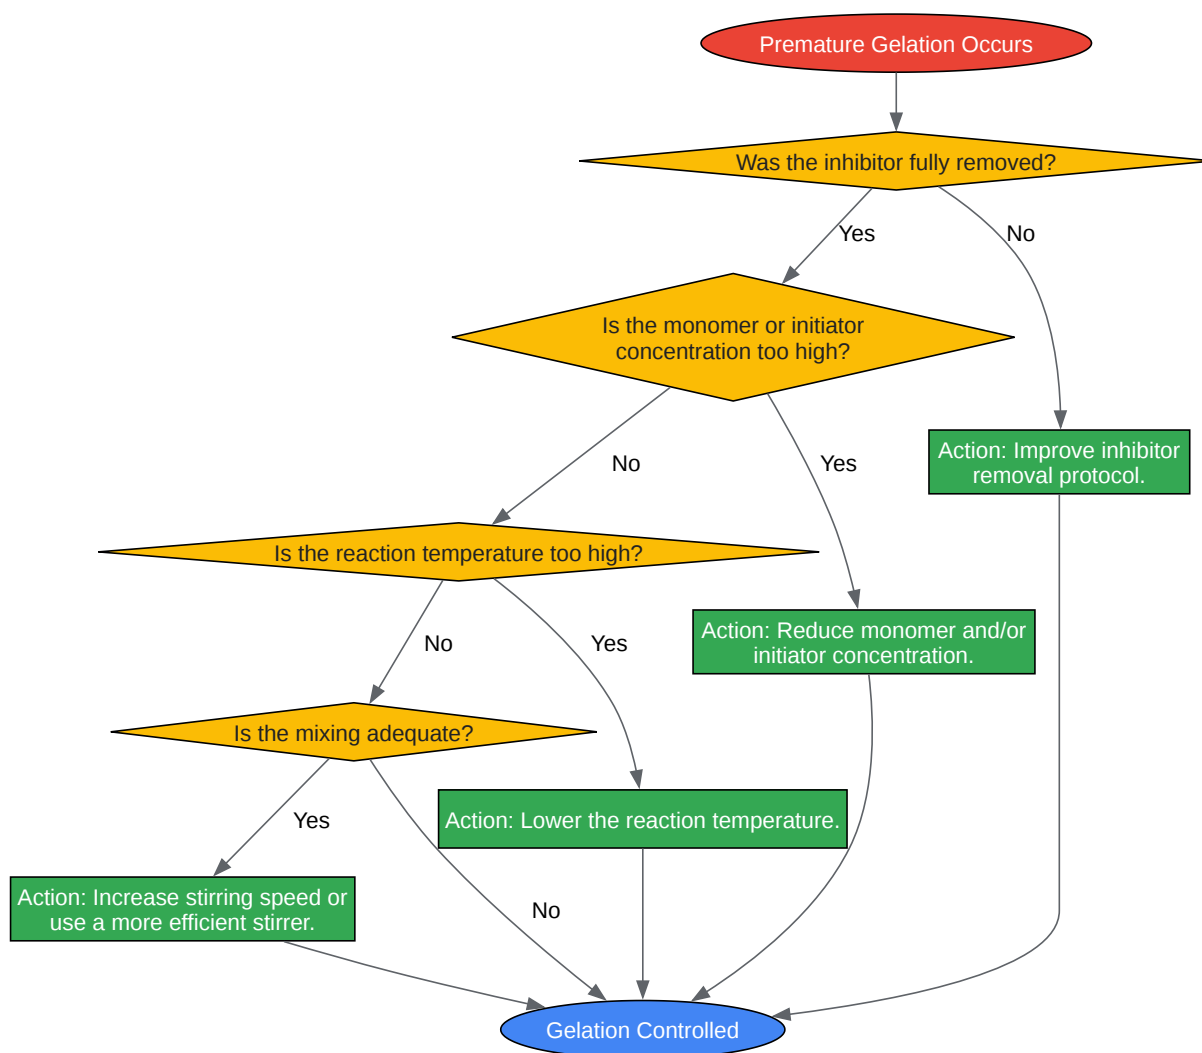 Premature Gelation Occurs
Was the inhibitor fully removed?
Yes
No
Is the monomer or initiator
concentration too high?
No
Yes
Action: Improve inhibitor
removal protocol.
Is the reaction temperature too high?
No
Yes
Action: Reduce monomer and/or
initiator concentration.
Is the mixing adequate?
Yes
No
Action: Lower the reaction temperature.
Action: Increase stirring speed or
use a more efficient stirrer.
Gelation Controlled